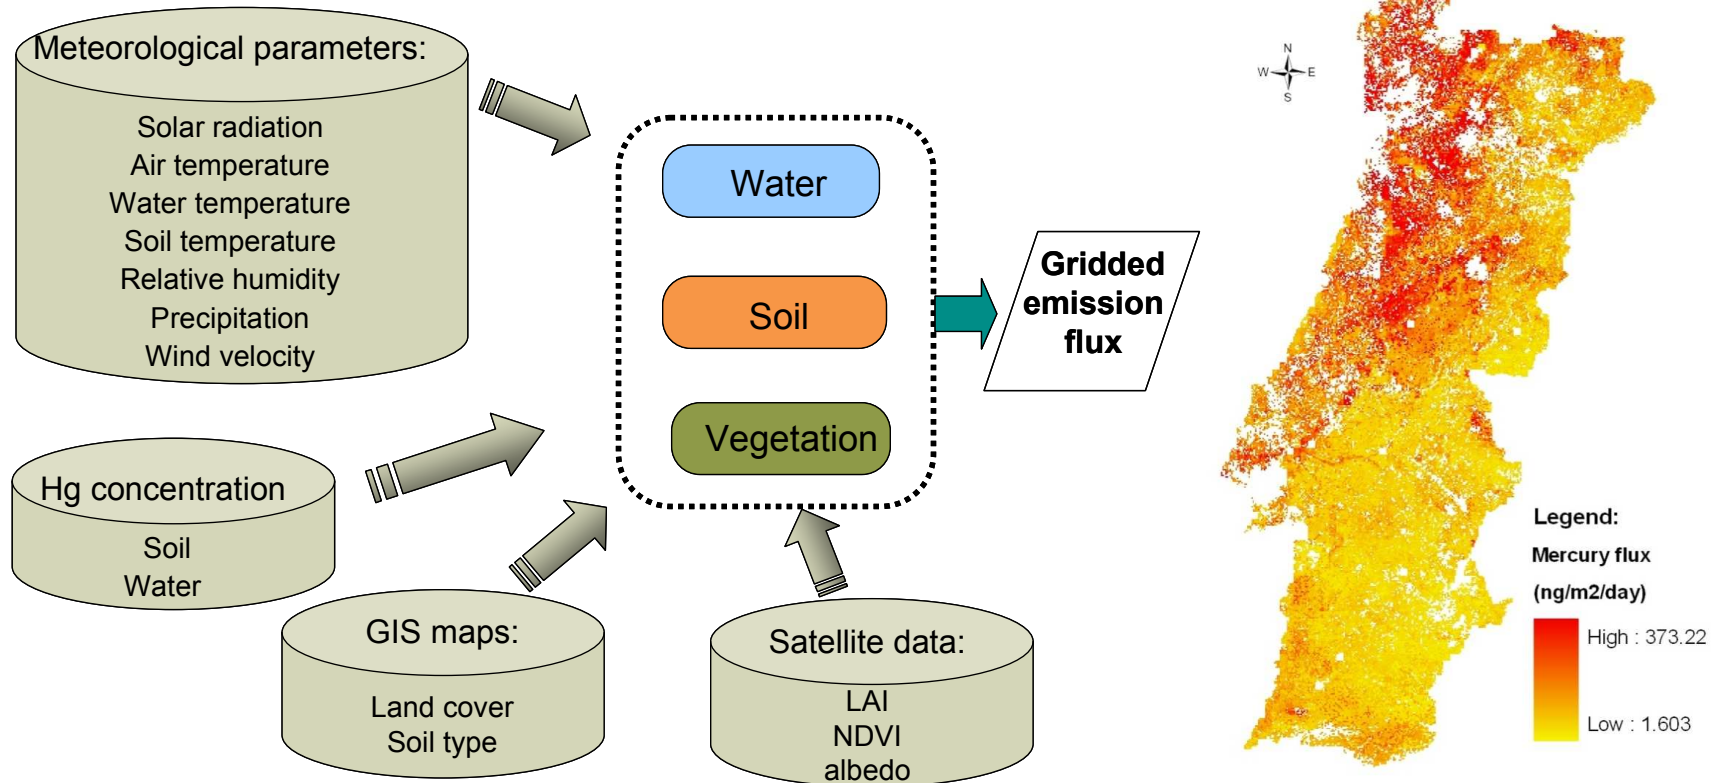 Meteorological parameters:
Solar radiation
Air temperature
Water temperature
Soil temperature
Relative humidity
Precipitation
Wind velocity
Hg concentration
Soil
Water
GIS maps:
Land cover
Soil type
Satellite data:
LAI
NDVI
albedo
Water
Soil
Vegetation
Gridded
emission
flux
N
W E
S
Legend:
Mercury flux
(ng/m2/day)
High : 373.22
Low : 1.603